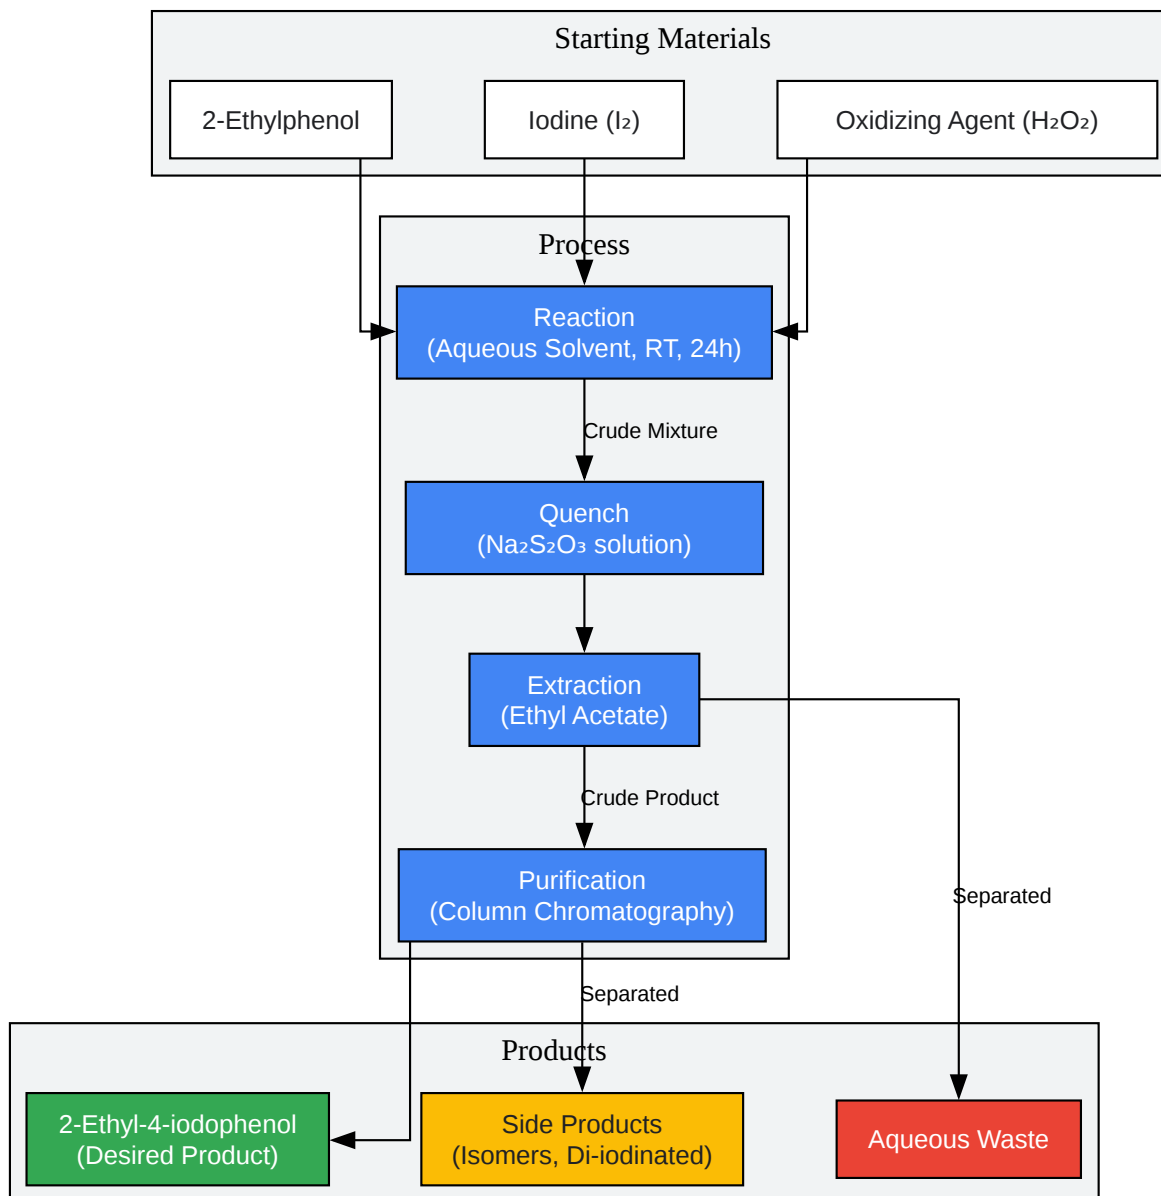 Starting Materials
2-Ethylphenol
Iodine (I₂)
Oxidizing Agent (H₂O₂)
Process
Reaction
(Aqueous Solvent, RT, 24h)
Crude Mixture
Quench
(Na₂S₂O₃ solution)
Extraction
(Ethyl Acetate)
Crude Product
Purification
(Column Chromatography)
Separated
Separated
Products
2-Ethyl-4-iodophenol
(Desired Product)
Side Products
(Isomers, Di-iodinated)
Aqueous Waste